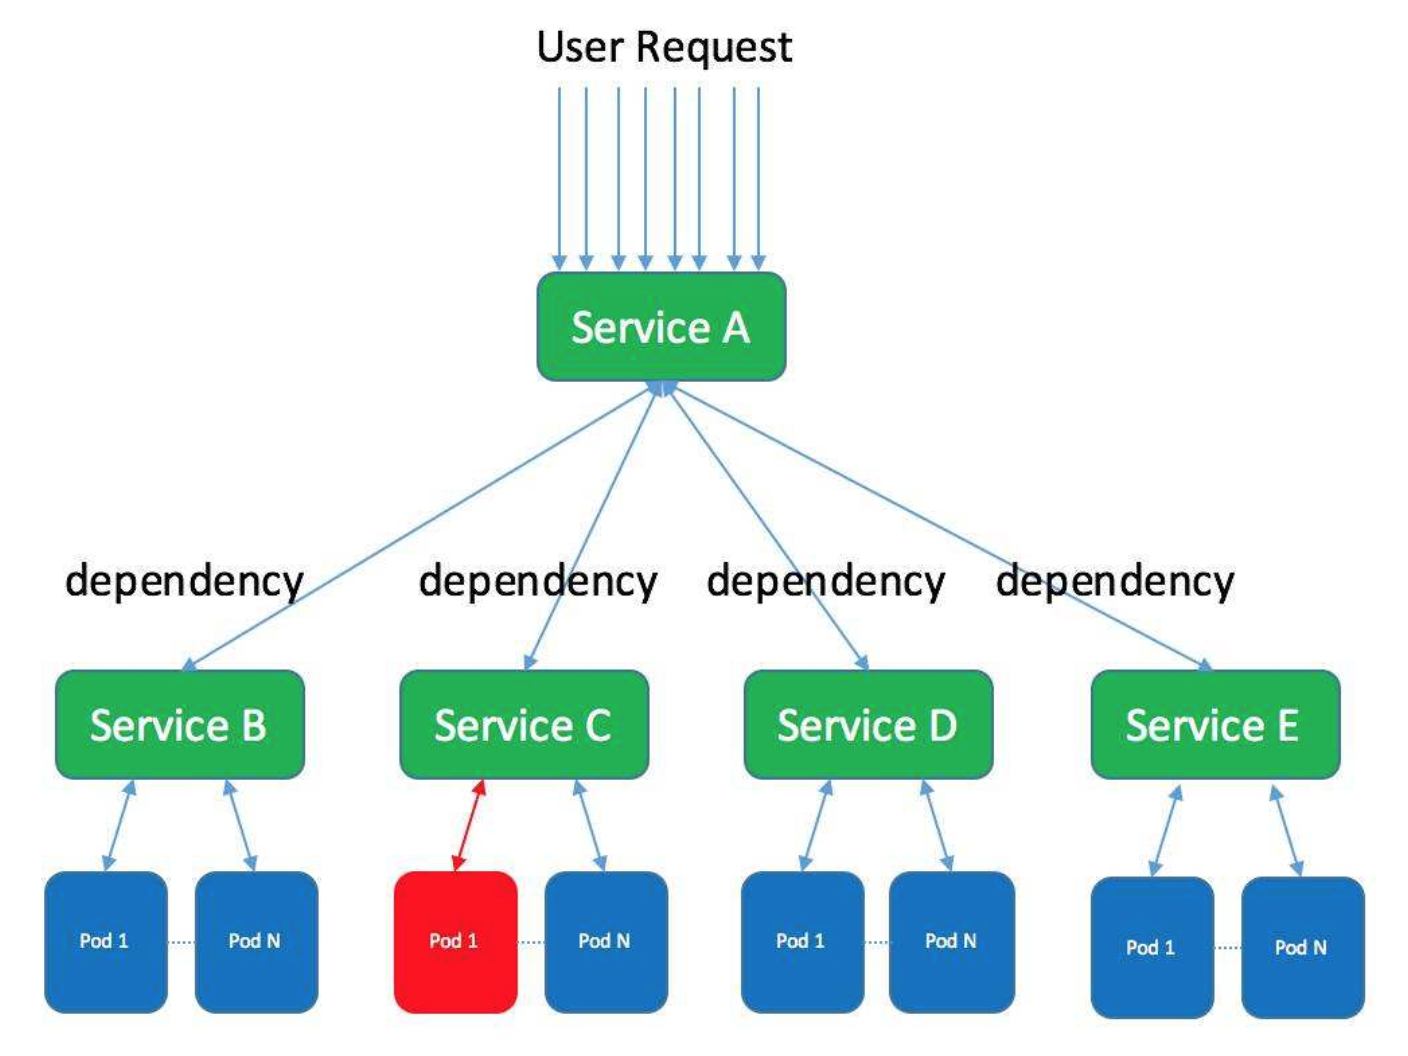 User Request
Service A
dependency
dependency
dependency
dependency
Service B
Service C
Service D
Service E
Pod 1
Pod N
Pod 1
Pod N
Pod 1
Pod N
Pod 1
Pod N